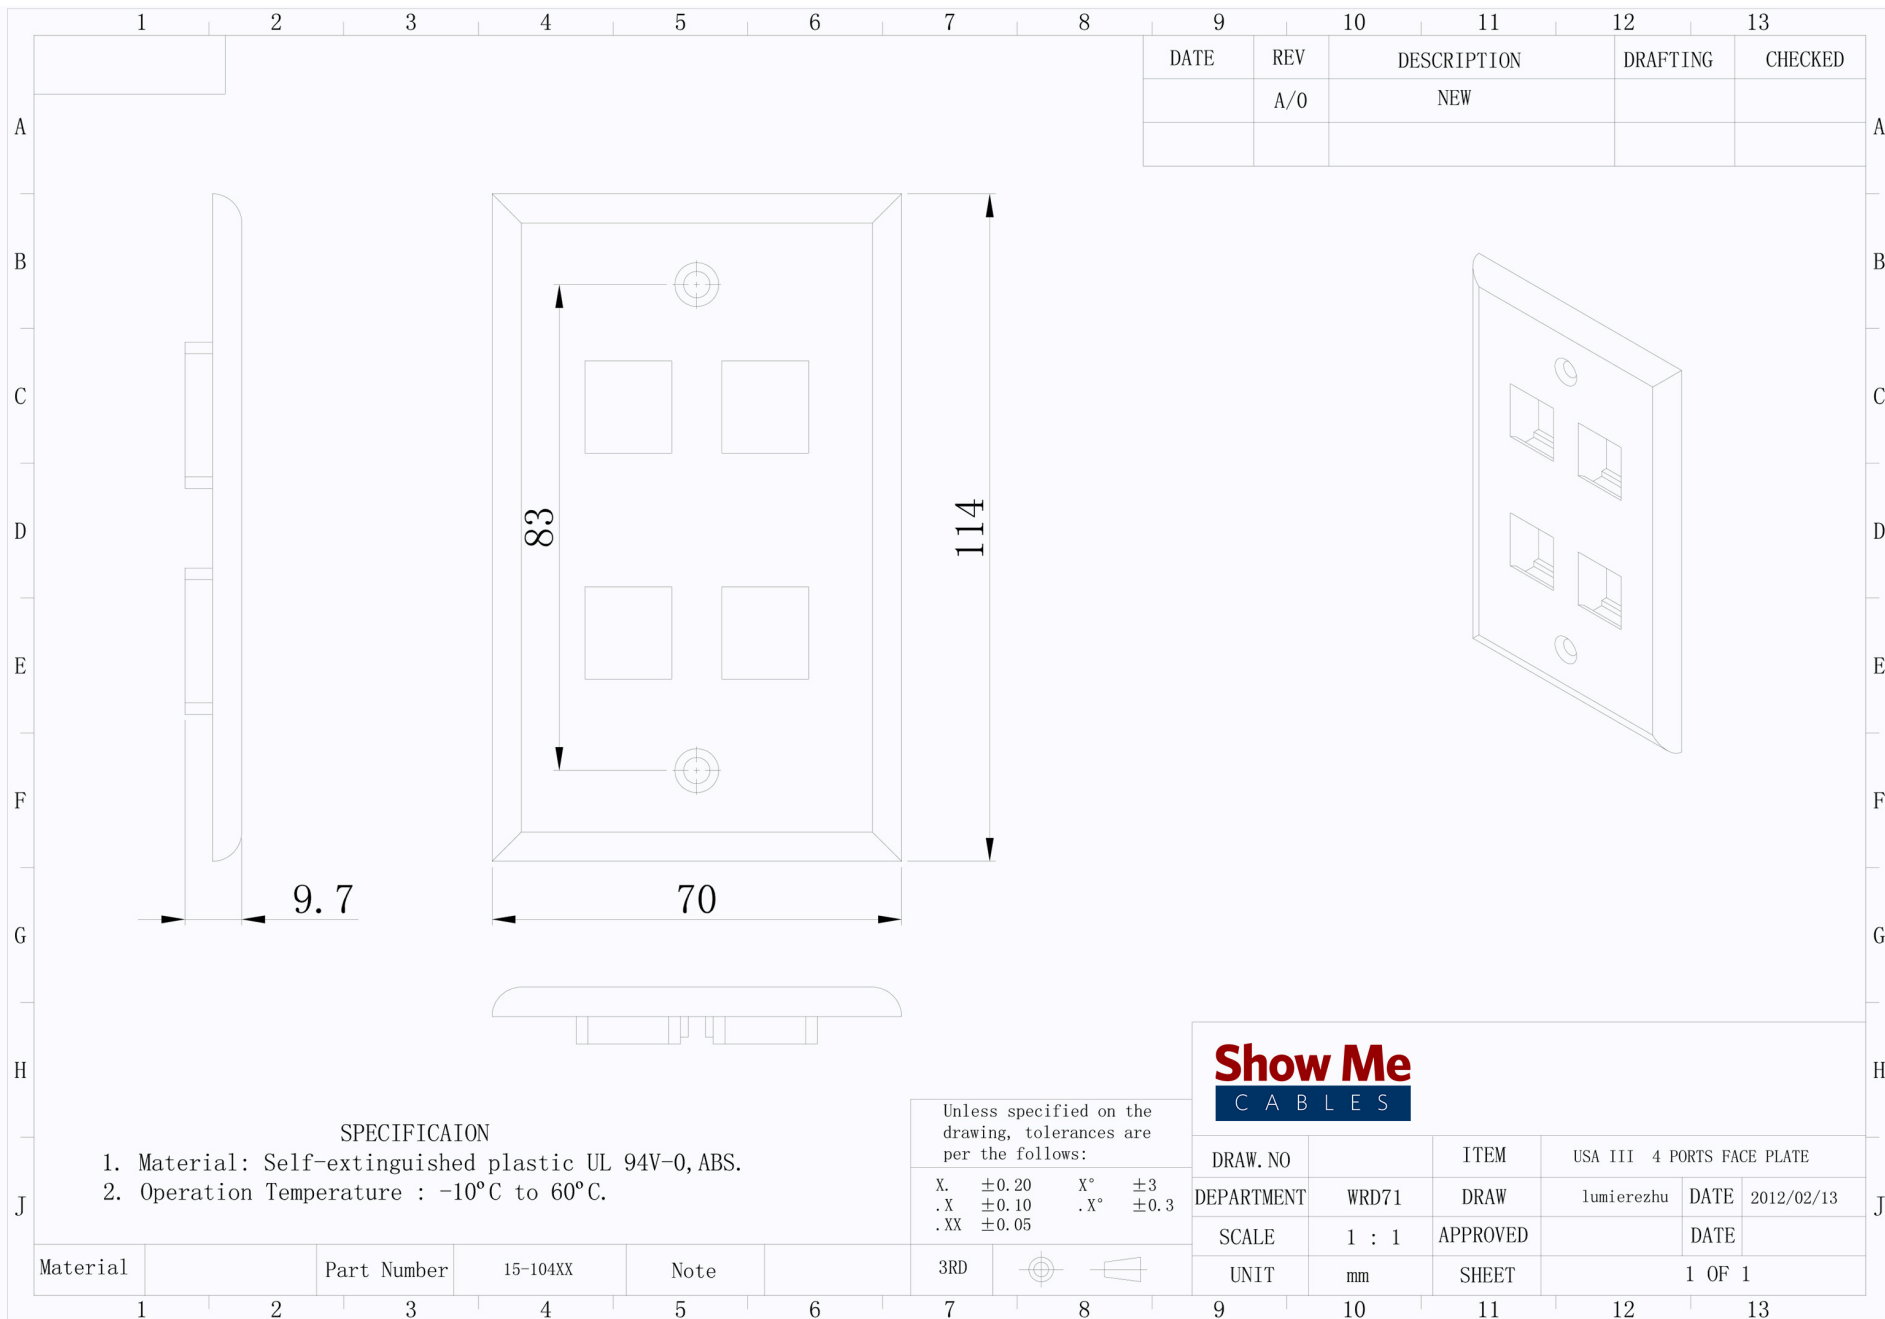 1 2 3 4 5 6 7 8 9 10 11 12 13
DATE REV DESCRIPTION DRAFTING CHECKED
A/0 NEW
A A
B B
C C
D D
E E
F F
G G
H H
J J
83
114
9.7
70
SPECIFICAION
1. Material: Self-extinguished plastic UL 94V-0,ABS.
2. Operation Temperature : -10°C to 60°C.
Unless specified on the
drawing, tolerances are
per the follows:
X. ±0.20 X° ±3
.X ±0.10 .X° ±0.3
.XX ±0.05
3RD
Show Me
CABLES
DRAW.NO ITEM USA III 4 PORTS FACE PLATE
DEPARTMENT WRD71 DRAW lumierezhu DATE 2012/02/13
SCALE 1 : 1 APPROVED DATE
UNIT mm SHEET 1 OF 1
Material Part Number 15-104XX Note
1 2 3 4 5 6 7 8 9 10 11 12 13